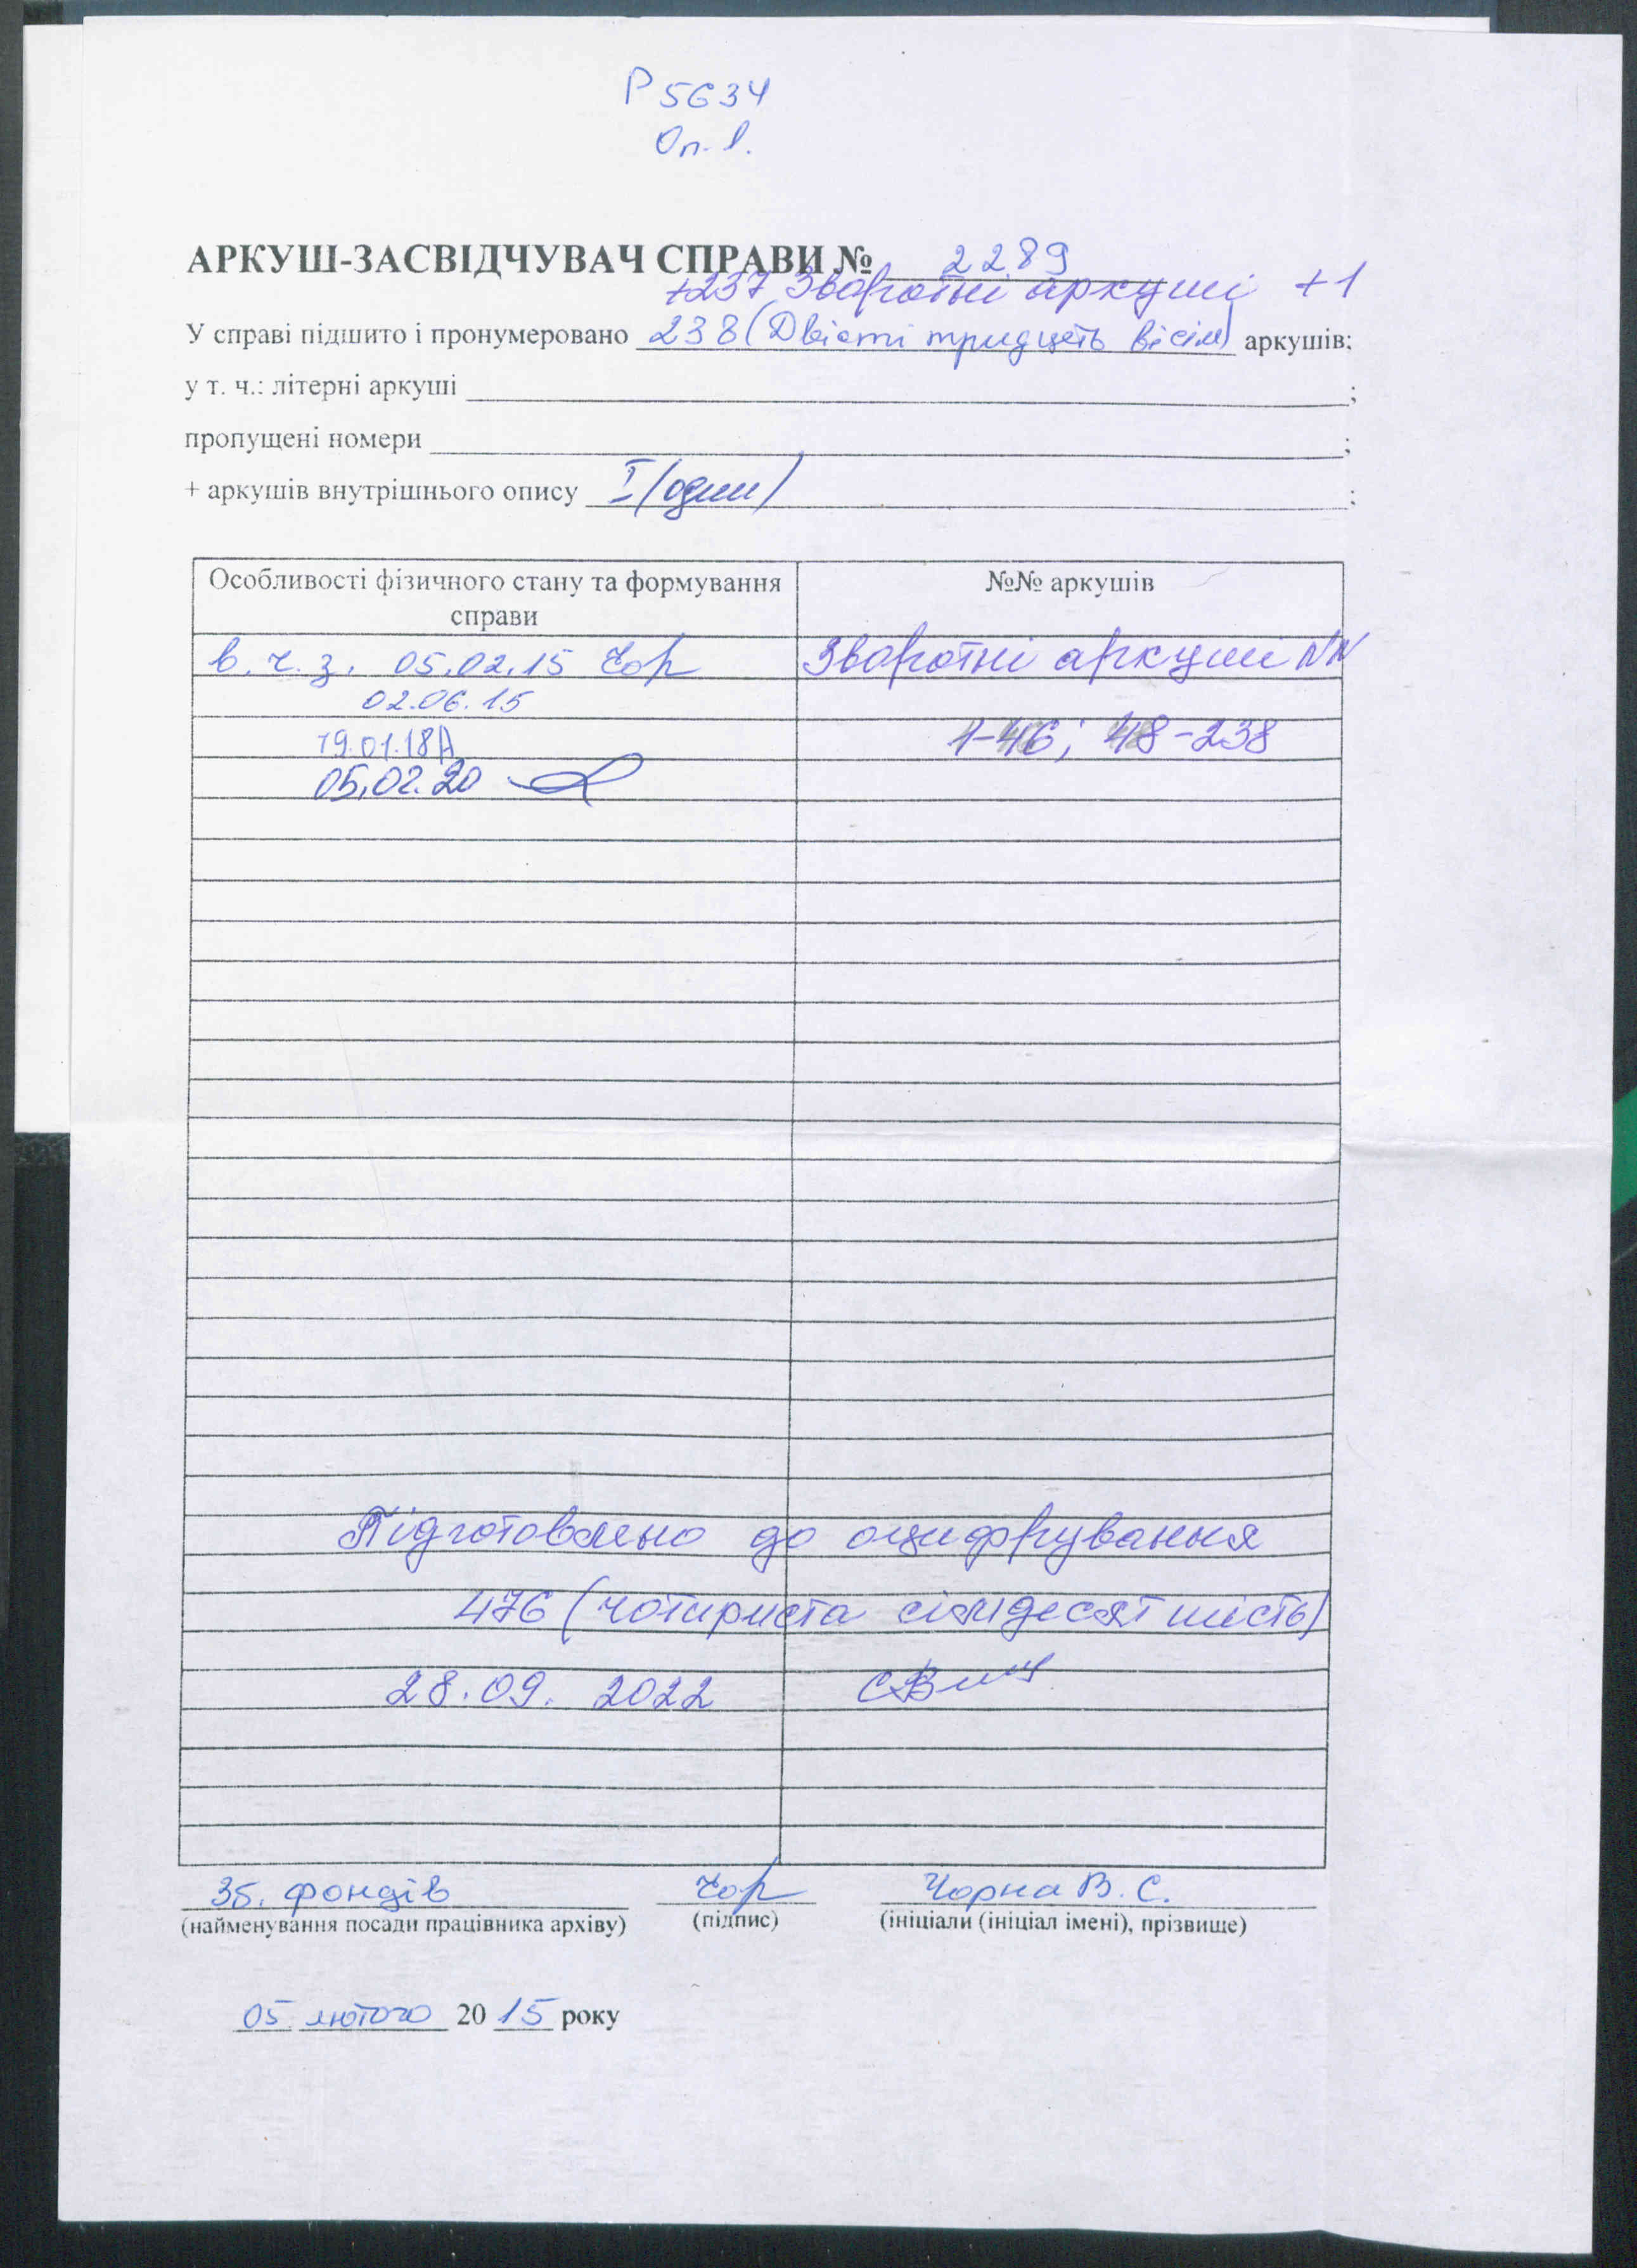 Р 5634
Оп. 1.
АРКУШ-ЗАСВІДЧУВАЧ СПРАВИ № 2289
+237 Зворотні аркуші +1
У справі підшито і пронумеровано 238 (Двісті тридцять вісім) аркушів;
у т. ч.: літерні аркуші ;
пропущені номери ;
+ аркушів внутрішнього опису I (один) ;
Особливості фізичного стану та формування справи
№№ аркушів
в. ч. з. 05.02.15 Чор
Зворотні аркуші NN
02.06.15
19.01.18
1-46; 48-238
05.02.20
Підготовлено до оцифрування
476 (чотириста сімдесят шість)
28.09. 2022
Зб. фондів Чор Чорна В. С.
(найменування посади працівника архіву) (підпис) (ініціали (ініціал імені), прізвище)
05 лютого 20 15 року